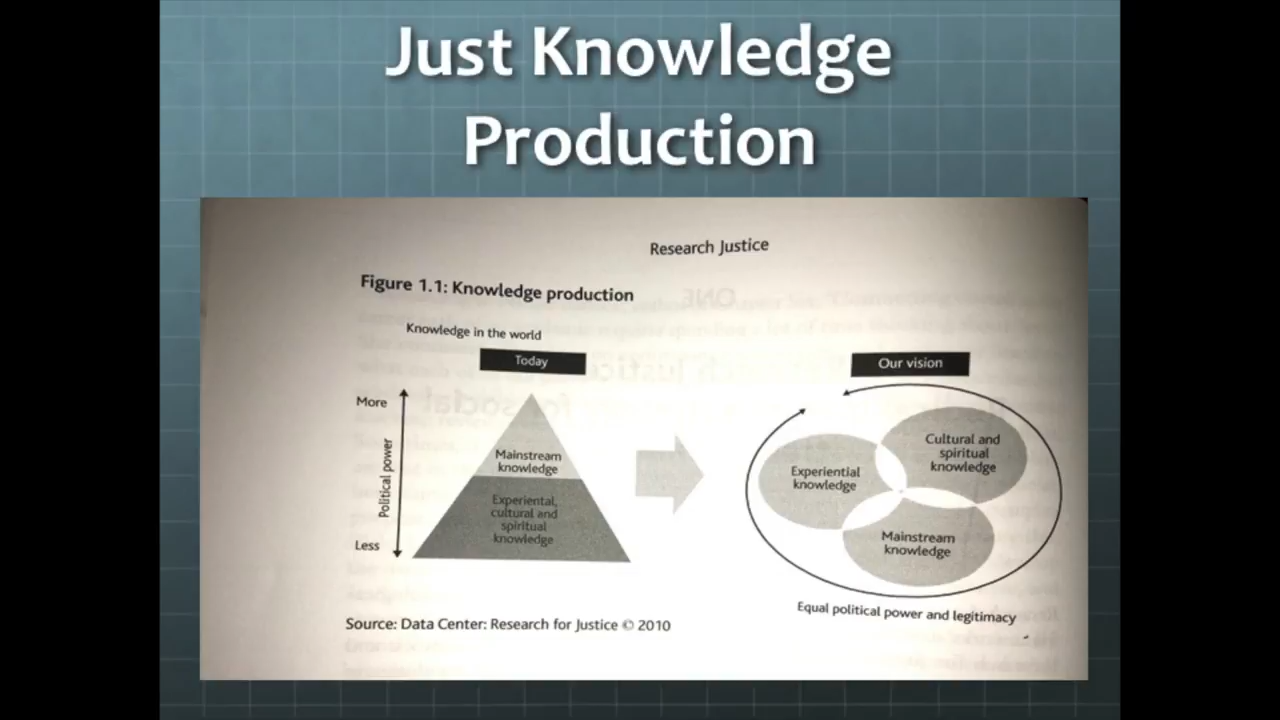 Just Knowledge
Production
Research Justice
Figure 1.1: Knowledge production
Knowledge in the world
Today
More
Political power
Less
Mainstream
knowledge
Experiental,
cultural and
spiritual
knowledge
Our vision
Experiential
knowledge
Cultural and
spiritual
knowledge
Mainstream
knowledge
Equal political power and legitimacy
Source: Data Center: Research for Justice © 2010